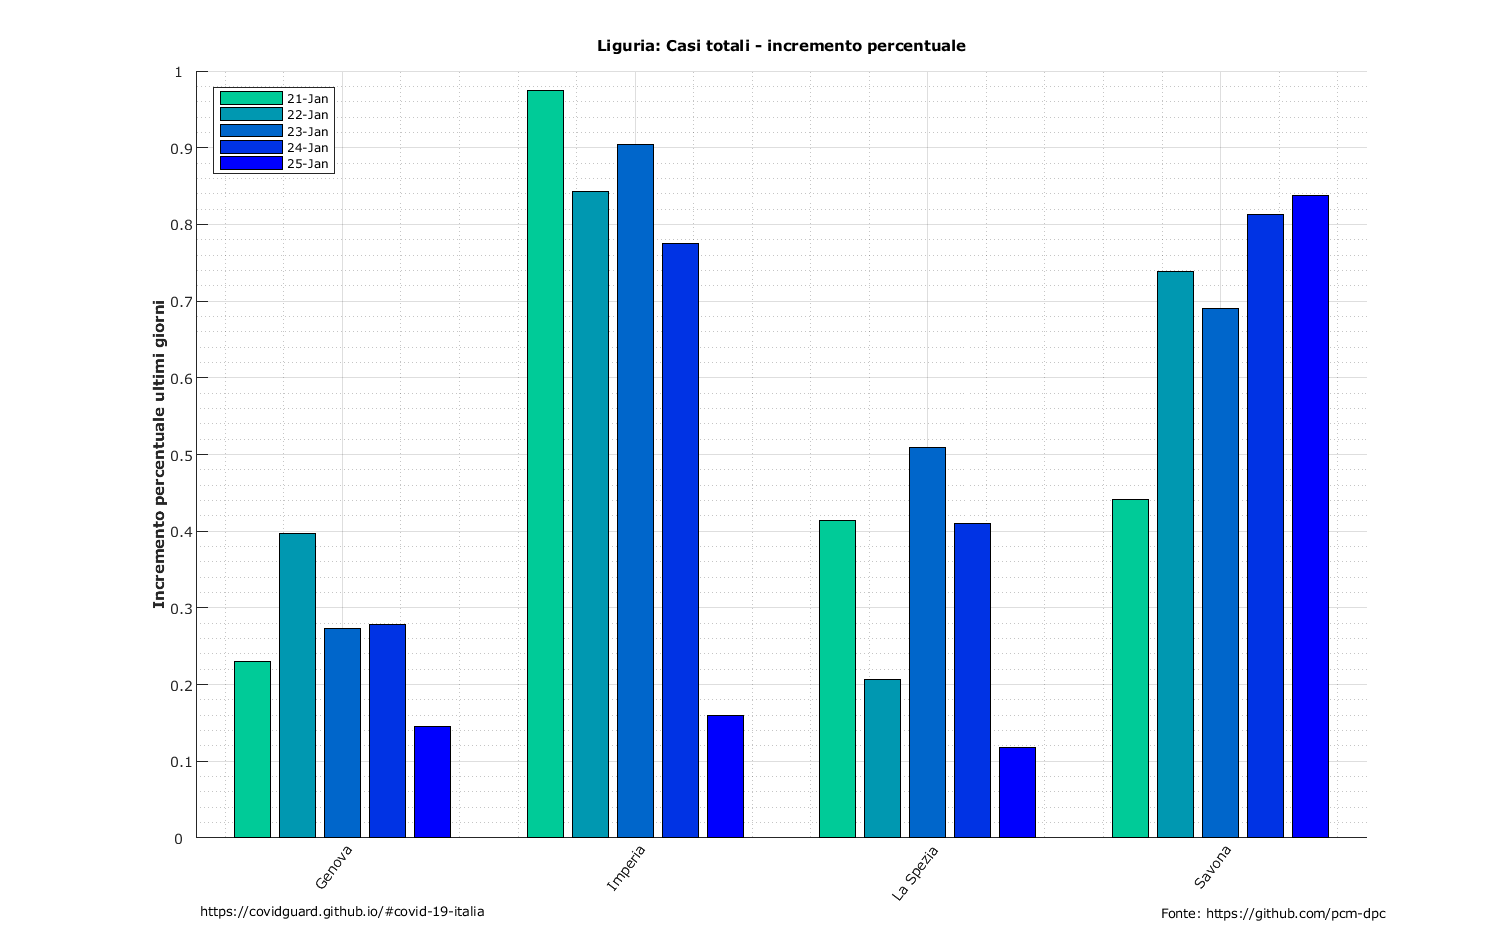 Liguria: Casi totali - incremento percentuale
Incremento percentuale ultimi giorni
1
0.9
0.8
0.7
0.6
0.5
0.4
0.3
0.2
0.1
0
21-Jan
22-Jan
23-Jan
24-Jan
25-Jan
Genova
Imperia
La Spezia
Savona
https://covidguard.github.io/#covid-19-italia
Fonte: https://github.com/pcm-dpc